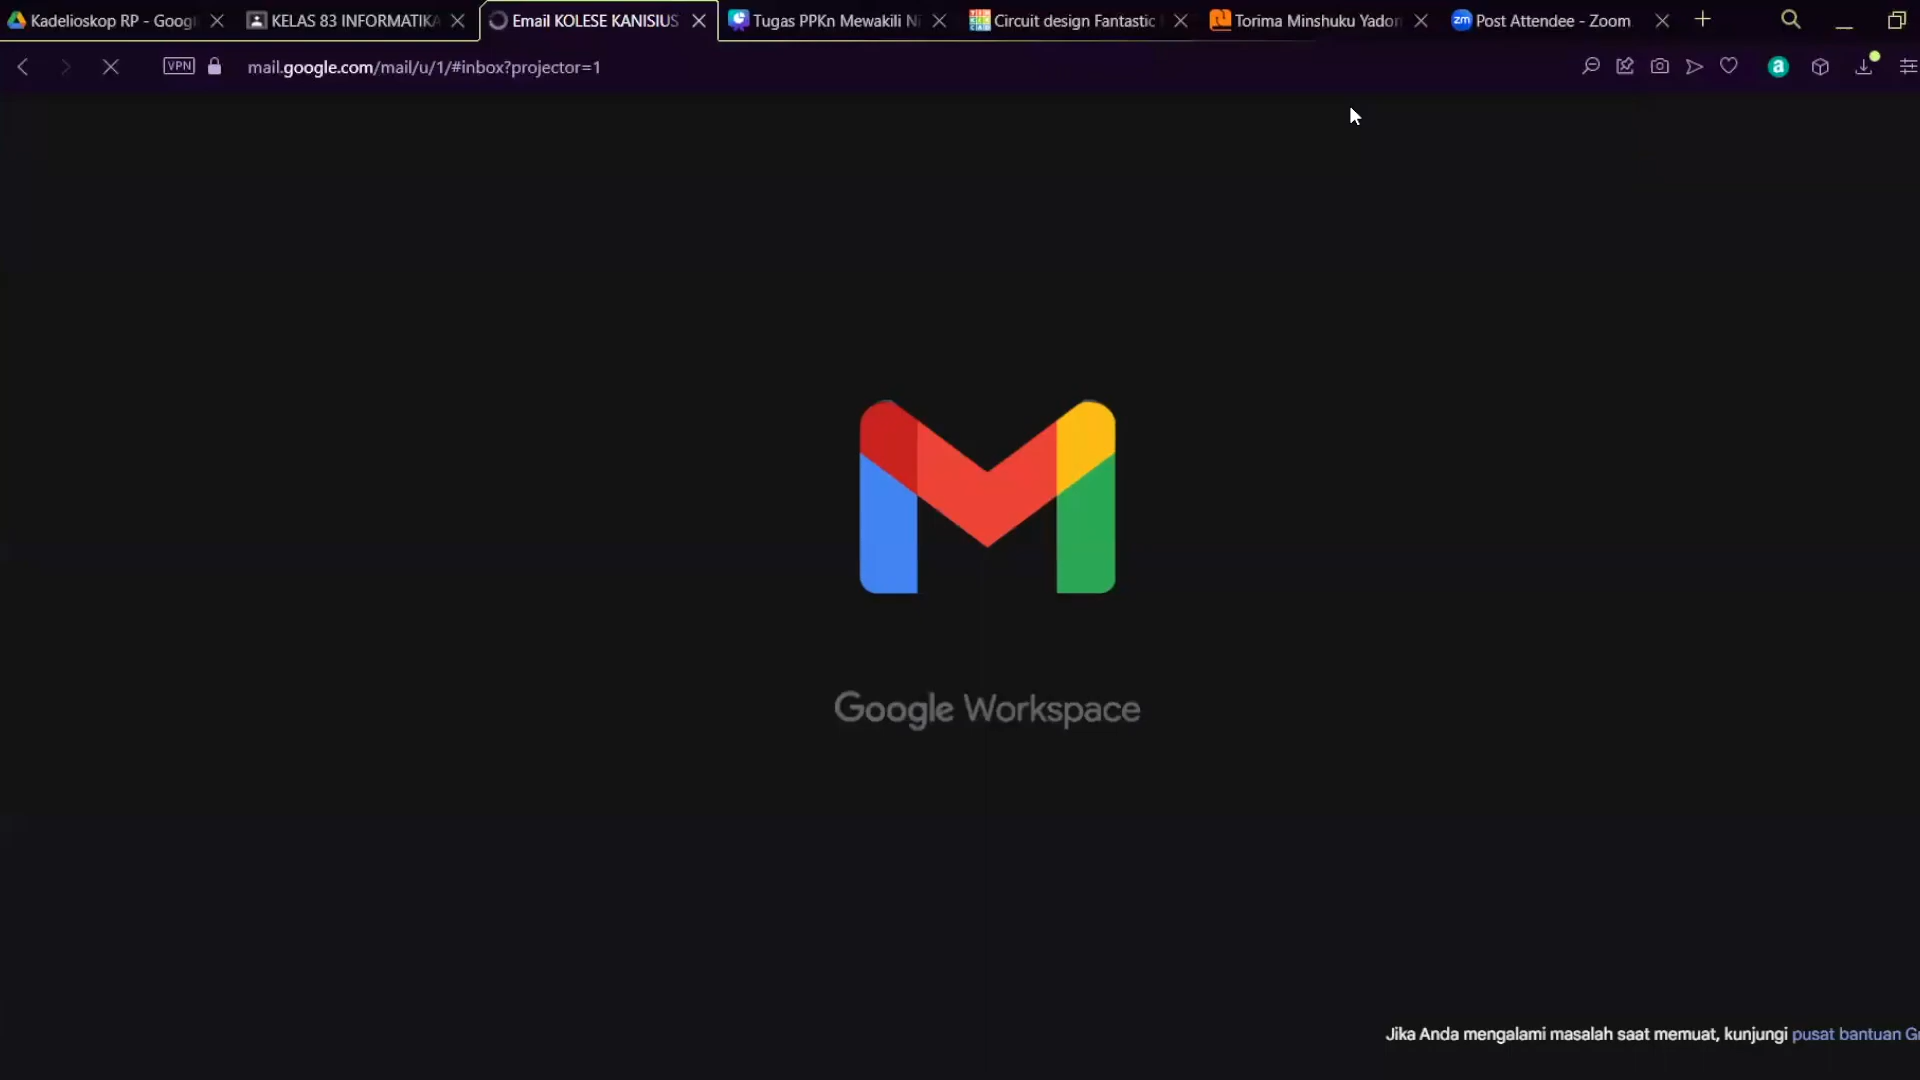 Kadelioskop RP - Googl
KELAS 83 INFORMATIKA
Email KOLESE KANISIUS
Tugas PPKn Mewakili Ni
Circuit design Fantastic
Torima Minshuku Yadon
zm Post Attendee - Zoom
VPN
mail.google.com/mail/u/1/#inbox?projector=1
a
Google Workspace
Jika Anda mengalami masalah saat memuat, kunjungi pusat bantuan G